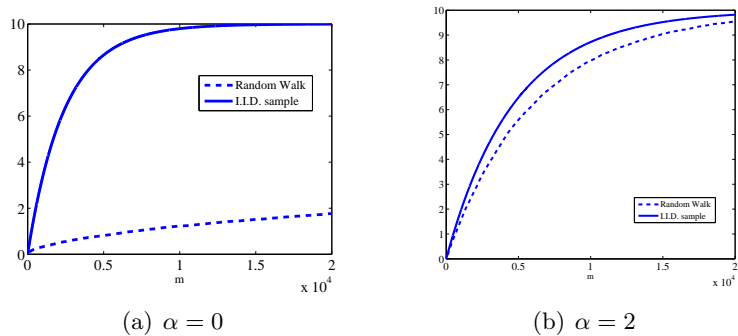 10
8
6
4
2
0
Random Walk
I.I.D. sample
0 0.5 1 1.5 2
m
x 10^4
(a) α = 0
10
9
8
7
6
5
4
3
2
1
0
Random Walk
I.I.D. sample
0 0.5 1 1.5 2
m
x 10^4
(b) α = 2